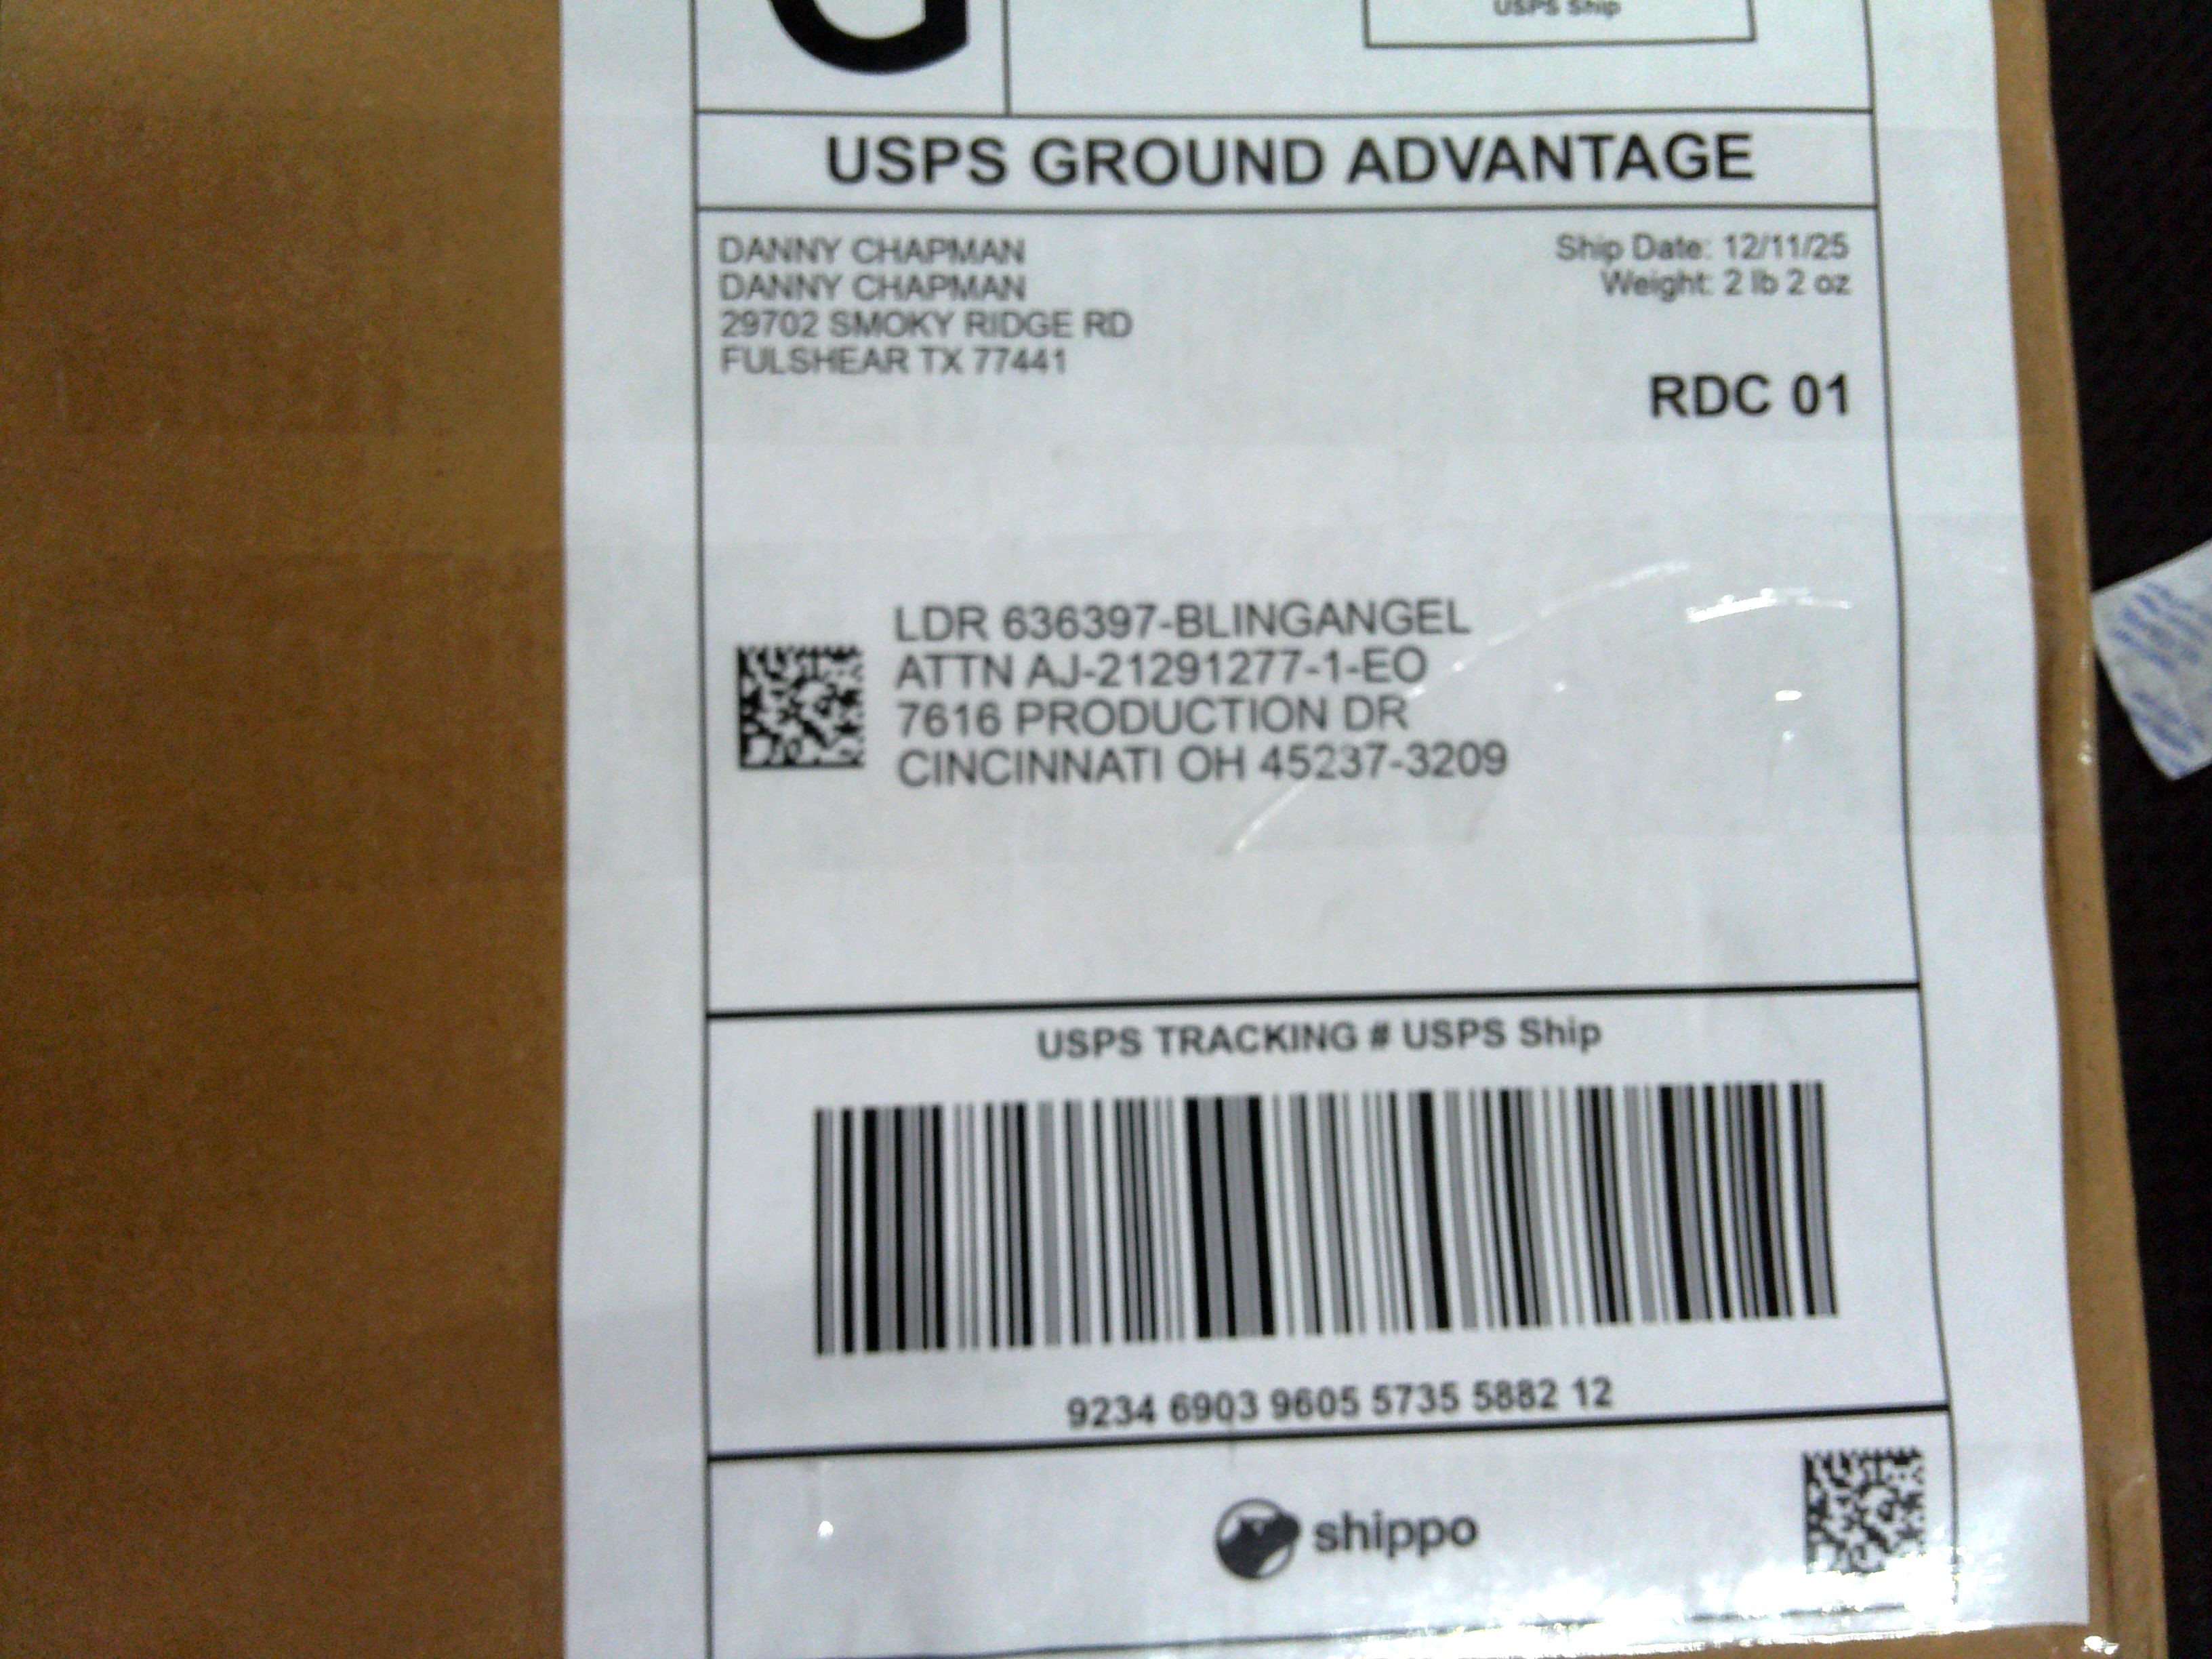 G
USPS Ship
USPS GROUND ADVANTAGE
DANNY CHAPMAN
DANNY CHAPMAN
29702 SMOKY RIDGE RD
FULSHEAR TX 77441
Ship Date: 12/11/25
Weight: 2 lb 2 oz
RDC 01
LDR 636397-BLINGANGEL
ATTN AJ-21291277-1-EO
7616 PRODUCTION DR
CINCINNATI OH 45237-3209
USPS TRACKING # USPS Ship
9234 6903 9605 5735 5882 12
shippo